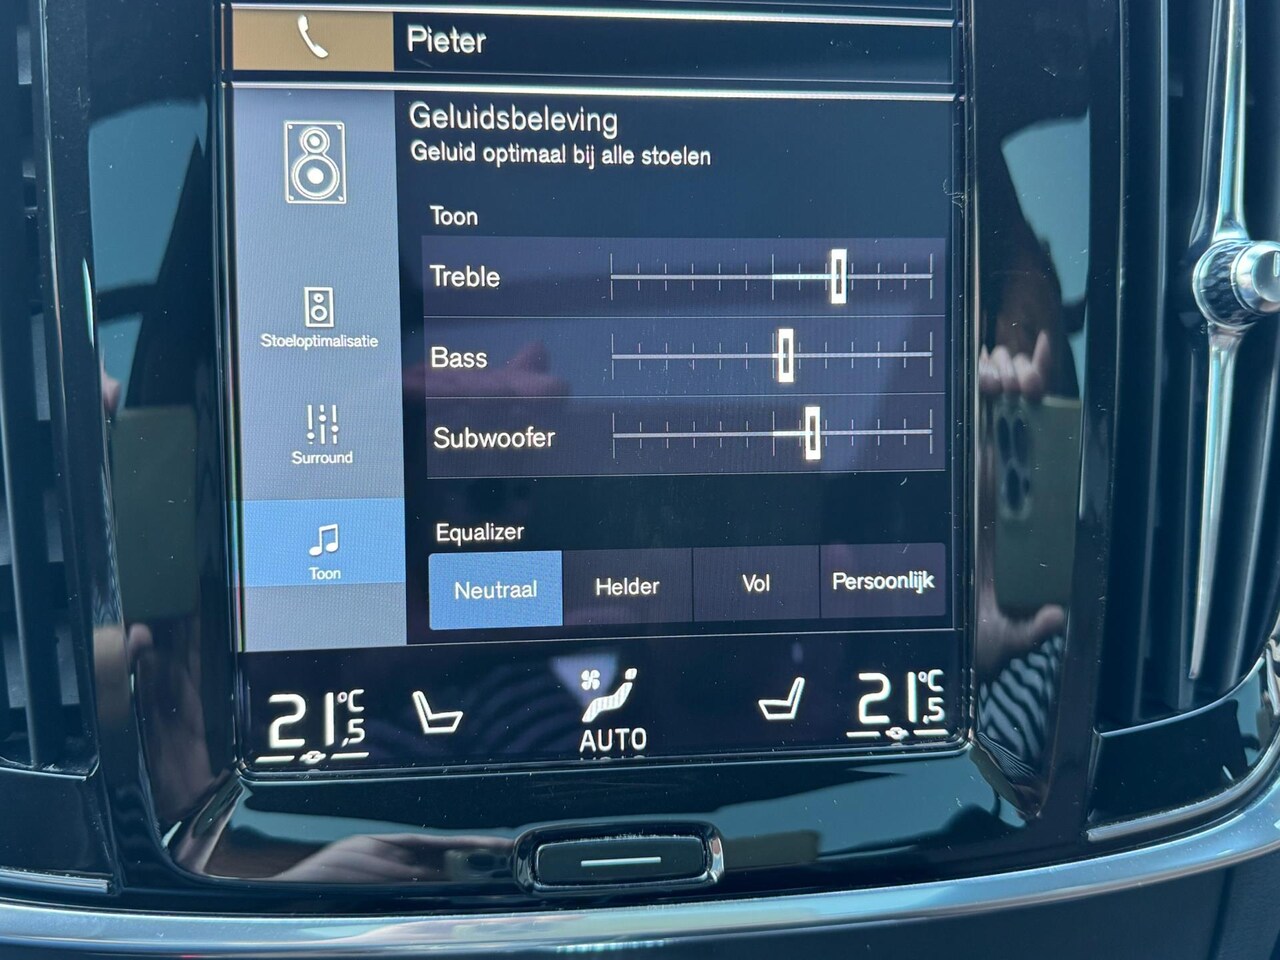 Pieter
Geluidsbeleving
Geluid optimaal bij alle stoelen
Toon
Treble
Bass
Subwoofer
Stoeloptimalisatie
Surround
Toon
Equalizer
Neutraal Helder Vol Persoonlijk
21,5 °C
AUTO
21,5 °C